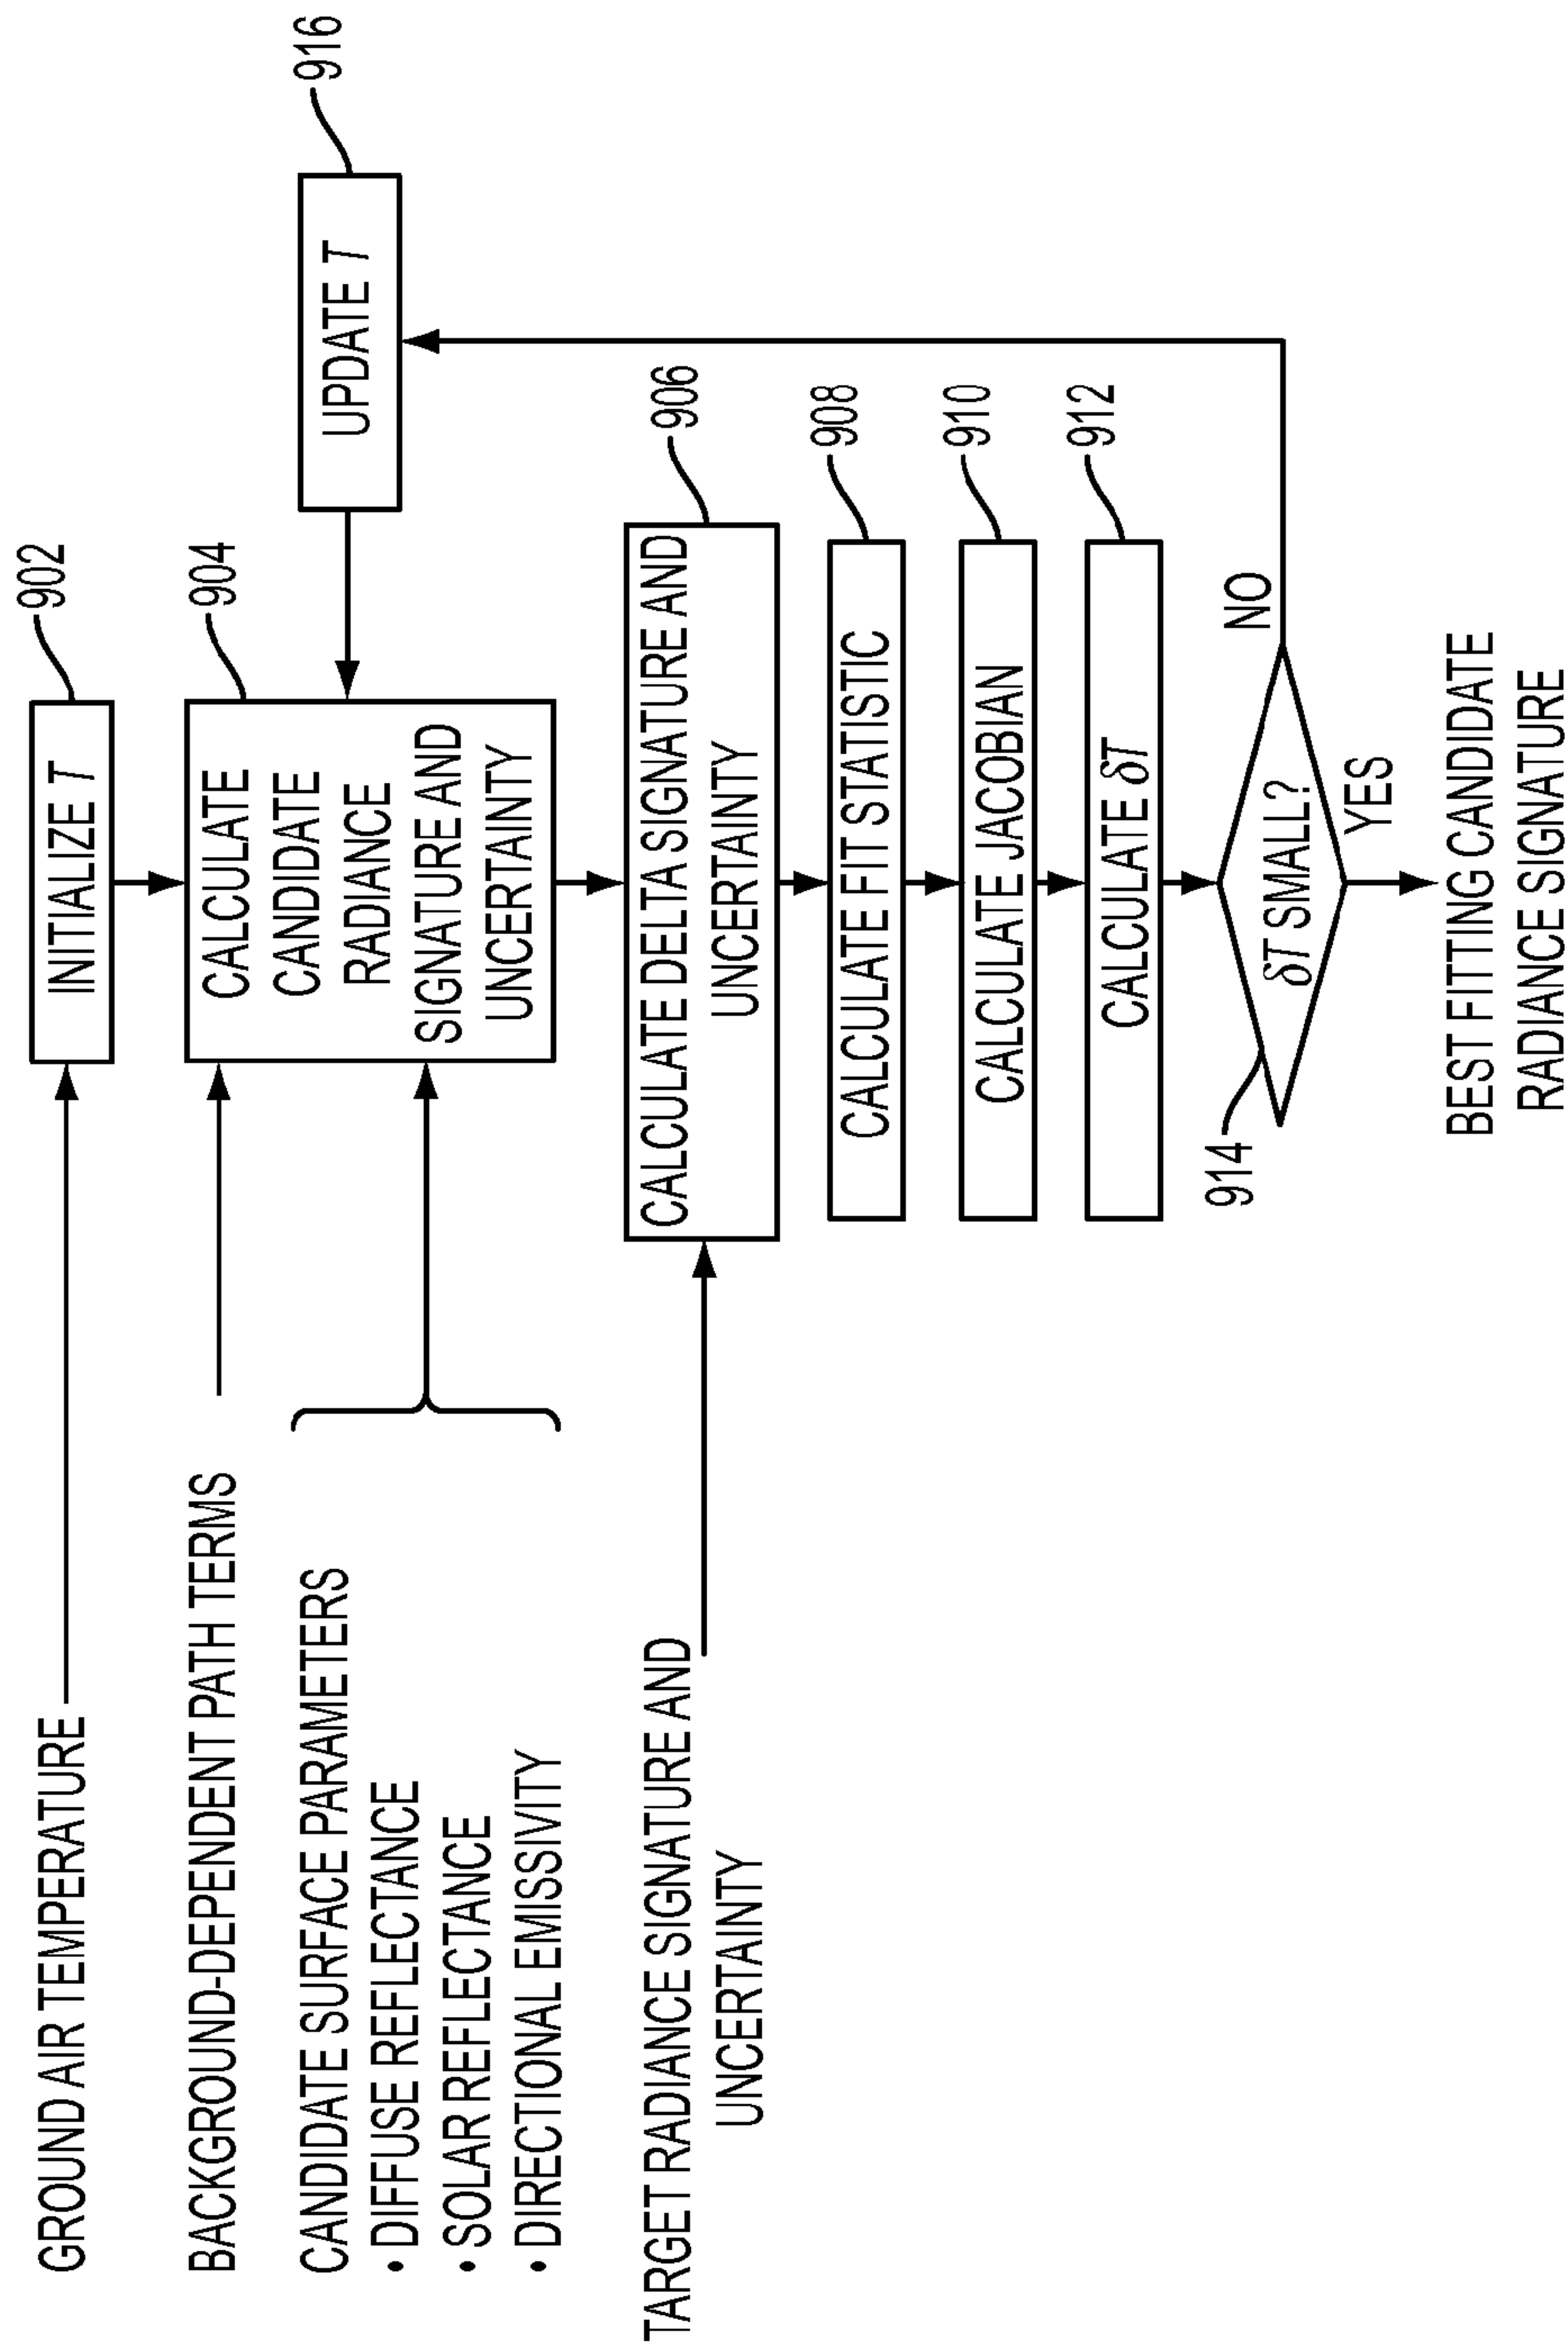 GROUND AIR TEMPERATURE
INITIALIZE T
902
BACKGROUND-DEPENDENT PATH TERMS
CANDIDATE SURFACE PARAMETERS
• DIFFUSE REFLECTANCE
• SOLAR REFLECTANCE
• DIRECTIONAL EMISSIVITY
CALCULATE
CANDIDATE
RADIANCE
SIGNATURE AND
UNCERTAINTY
904
UPDATE T
916
TARGET RADIANCE SIGNATURE AND
UNCERTAINTY
CALCULATE DELTA SIGNATURE AND
UNCERTAINTY
906
CALCULATE FIT STATISTIC
908
CALCULATE JACOBIAN
910
CALCULATE δT
912
914
δT SMALL?
NO
YES
BEST FITTING CANDIDATE
RADIANCE SIGNATURE